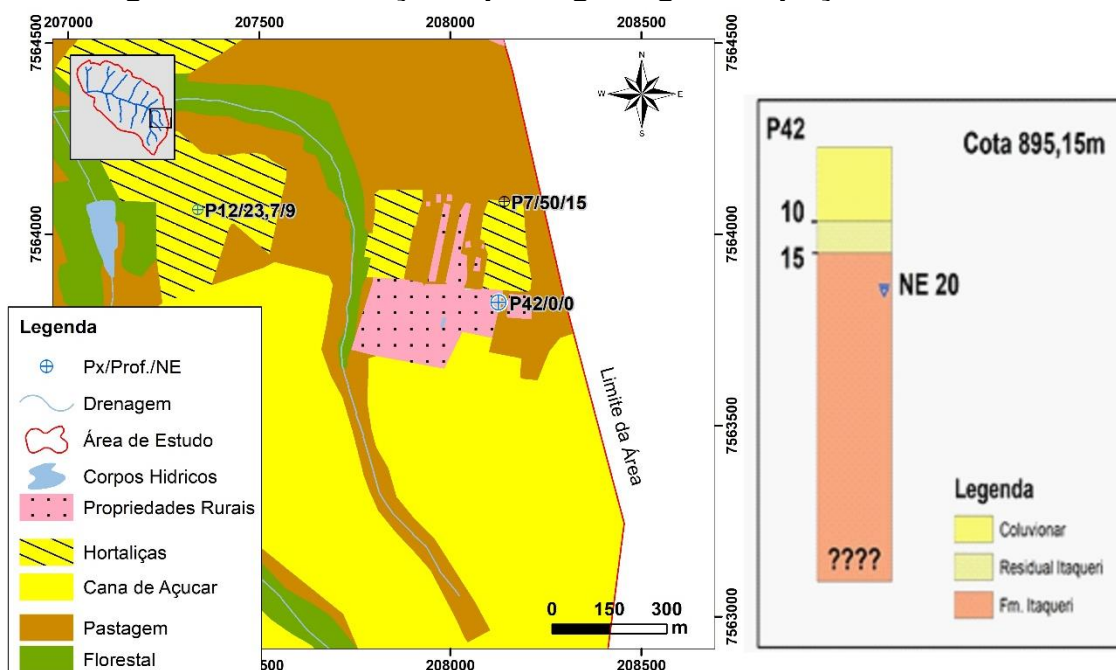 207000
207500
208000
208500
7564500
7564500
N
W
E
S
P12/23,7/9
P7/50/15
7564000
7564000
P42/0/0
Limite da Área
7563500
7563000
Legenda
Px/Prof./NE
Drenagem
Área de Estudo
Corpos Hidricos
Propriedades Rurais
Hortaliças
Cana de Açucar
Pastagem
Florestal
0 150 300
m
500
208000
208500
P42
Cota 895,15m
10
15
NE 20
????
Legenda
Coluvionar
Residual Itaqueri
Fm. Itaqueri